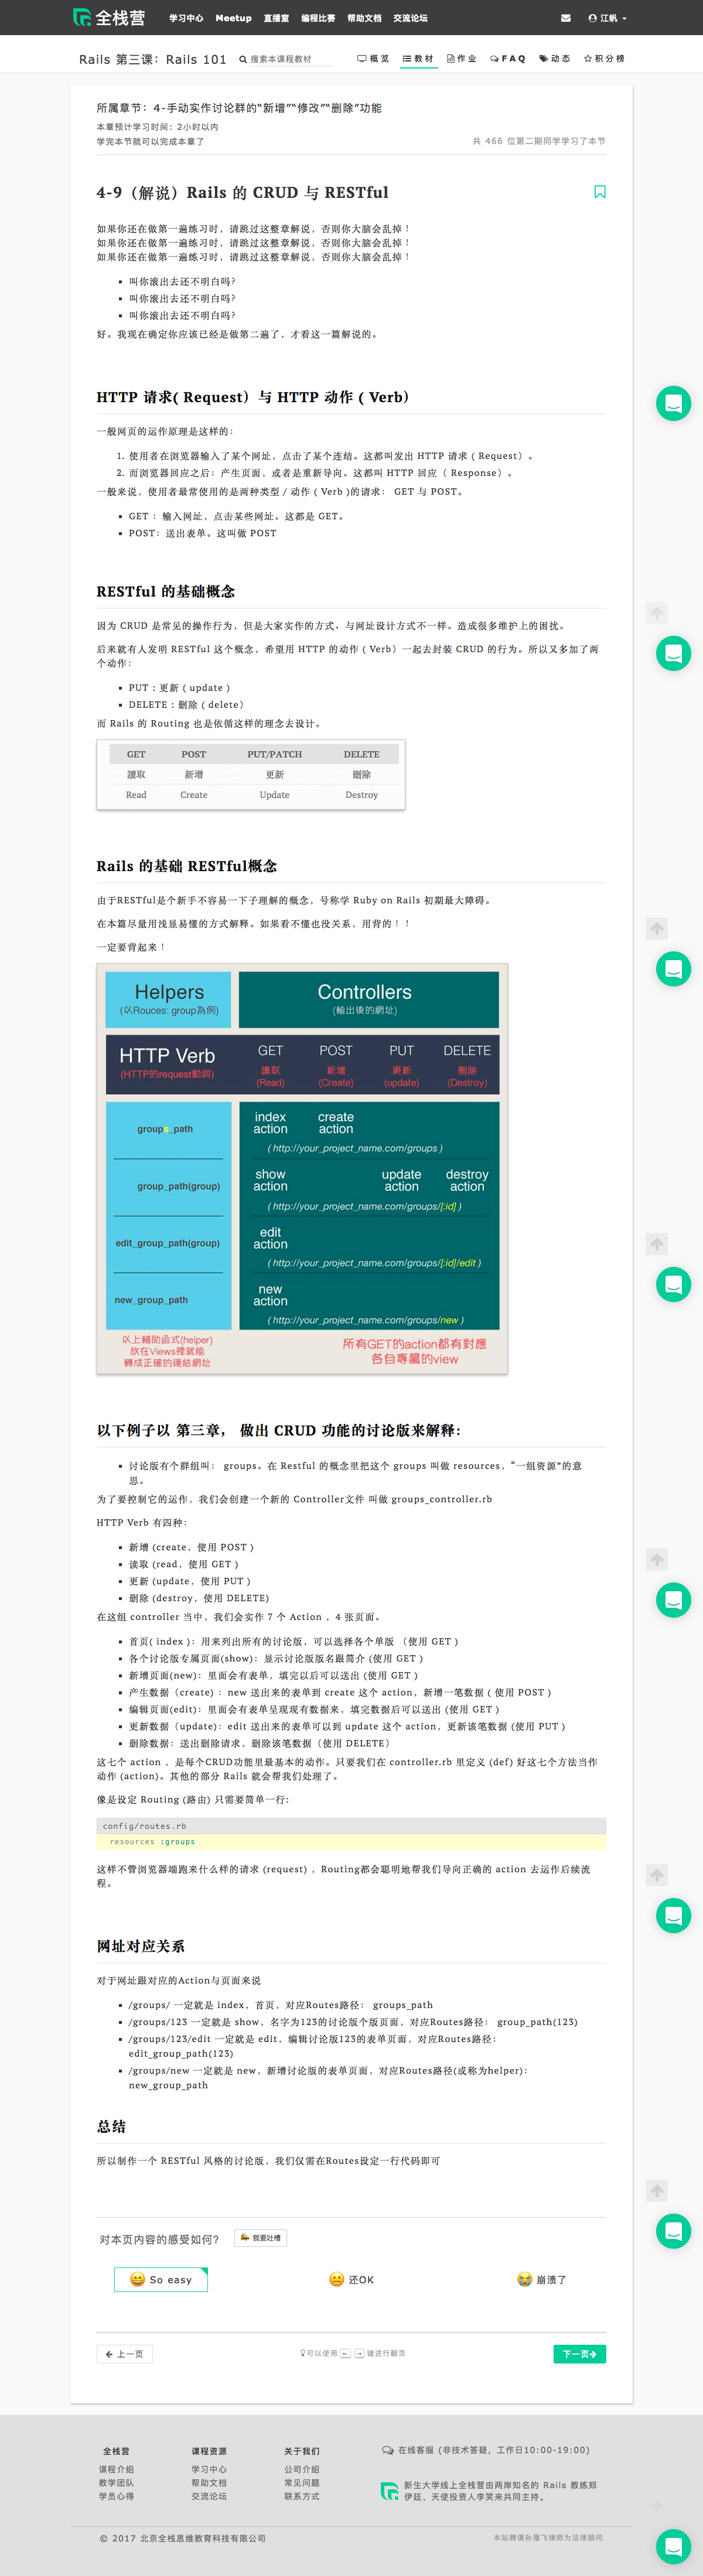 全栈营
学习中心 Meetup 直播室 编程比赛 帮助文档 交流论坛
江帆
Rails 第三课：Rails 101
搜索本课程教材
概览 教材 作业 FAQ 动态 积分榜
所属章节：4-手动实作讨论群的“新增”“修改”“删除”功能
本章预计学习时间：2小时以内
学完本节就可以完成本章了
共 466 位第二期同学学习了本节
4-9（解说）Rails 的 CRUD 与 RESTful
如果你还在做第一遍练习时，请跳过这整章解说，否则你大脑会乱掉！
如果你还在做第一遍练习时，请跳过这整章解说，否则你大脑会乱掉！
如果你还在做第一遍练习时，请跳过这整章解说，否则你大脑会乱掉！
叫你滚出去还不明白吗?
叫你滚出去还不明白吗?
叫你滚出去还不明白吗?
好。我现在确定你应该已经是做第二遍了，才看这一篇解说的。
HTTP 请求( Request）与 HTTP 动作 ( Verb）
一般网页的运作原理是这样的：
1. 使用者在浏览器输入了某个网址，点击了某个连结。这都叫发出 HTTP 请求 ( Request）。
2. 而浏览器回应之后：产生页面，或者是重新导向。这都叫 HTTP 回应（ Response）。
一般来说，使用者最常使用的是两种类型 / 动作 ( Verb )的请求： GET 与 POST。
GET ：输入网址，点击某些网址。这都是 GET。
POST：送出表单。这叫做 POST
RESTful 的基础概念
因为 CRUD 是常见的操作行为，但是大家实作的方式、与网址设计方式不一样。造成很多维护上的困扰。
后来就有人发明 RESTful 这个概念，希望用 HTTP 的动作 ( Verb）一起去封装 CRUD 的行为。所以又多加了两
个动作：
PUT : 更新 ( update )
DELETE : 删除 ( delete）
而 Rails 的 Routing 也是依循这样的理念去设计。
GET POST PUT/PATCH DELETE
讀取 新增 更新 刪除
Read Create Update Destroy
Rails 的基础 RESTful概念
由于RESTful是个新手不容易一下子理解的概念，号称学 Ruby on Rails 初期最大障碍。
在本篇尽量用浅显易懂的方式解释。如果看不懂也没关系，用背的！！
一定要背起来！
Helpers
(以Rouces: group為例)
Controllers
(輸出後的網址)
HTTP Verb
(HTTP的request動詞)
GET POST PUT DELETE
讀取 新增 更新 刪除
(Read) (Create) (update) (Destroy)
groups_path
index action create action
( http://your_project_name.com/groups )
group_path(group)
show action update action destroy action
( http://your_project_name.com/groups/[:id] )
edit_group_path(group)
edit action
( http://your_project_name.com/groups/[:id]/edit )
new_group_path
new action
( http://your_project_name.com/groups/new )
以上輔助函式(helper)
放在Views裡就能
轉成正確的連結網址
所有GET的action都有對應
各自專屬的view
以下例子以 第三章， 做出 CRUD 功能的讨论版来解释：
讨论版有个群组叫： groups。在 Restful 的概念里把这个 groups 叫做 resources，“一组资源”的意
思。
为了要控制它的运作，我们会创建一个新的 Controller文件 叫做 groups_controller.rb
HTTP Verb 有四种：
新增 (create，使用 POST )
读取 (read，使用 GET )
更新 (update，使用 PUT )
删除 (destroy，使用 DELETE)
在这组 controller 当中，我们会实作 7 个 Action ，4 张页面。
首页( index )：用来列出所有的讨论版，可以选择各个单版 （使用 GET )
各个讨论版专属页面(show)：显示讨论版版名跟简介 (使用 GET )
新增页面(new)：里面会有表单，填完以后可以送出 (使用 GET )
产生数据（create) ：new 送出来的表单到 create 这个 action，新增一笔数据 ( 使用 POST )
编辑页面(edit)：里面会有表单呈现现有数据来，填完数据后可以送出 (使用 GET )
更新数据（update)：edit 送出来的表单可以到 update 这个 action，更新该笔数据 (使用 PUT )
删除数据：送出删除请求，删除该笔数据（使用 DELETE）
这七个 action ，是每个CRUD功能里最基本的动作。只要我们在 controller.rb 里定义 (def) 好这七个方法当作
动作 (action)。其他的部分 Rails 就会帮我们处理了。
像是设定 Routing (路由) 只需要简单一行:
config/routes.rb
resources :groups
这样不管浏览器端跑来什么样的请求 (request) ，Routing都会聪明地帮我们导向正确的 action 去运作后续流
程。
网址对应关系
对于网址跟对应的Action与页面来说
/groups/ 一定就是 index，首页，对应Routes路径： groups_path
/groups/123 一定就是 show，名字为123的讨论版个版页面，对应Routes路径： group_path(123)
/groups/123/edit 一定就是 edit，编辑讨论版123的表单页面，对应Routes路径：
edit_group_path(123)
/groups/new 一定就是 new，新增讨论版的表单页面，对应Routes路径(或称为helper)：
new_group_path
总结
所以制作一个 RESTful 风格的讨论版，我们仅需在Routes设定一行代码即可
对本页内容的感受如何?
我要吐槽
So easy 还OK 崩溃了
上一页
可以使用 ← → 键进行翻页
下一页
全栈营 课程资源 关于我们
课程介绍 学习中心 公司介绍
教学团队 帮助文档 常见问题
学员心得 交流论坛 联系方式
在线客服 (非技术答疑，工作日10:00-19:00)
新生大学线上全栈营由两岸知名的 Rails 教练郑
伊廷、天使投资人李笑来共同主持。
© 2017 北京全栈思维教育科技有限公司
本站聘请孙雁飞律师为法律顾问